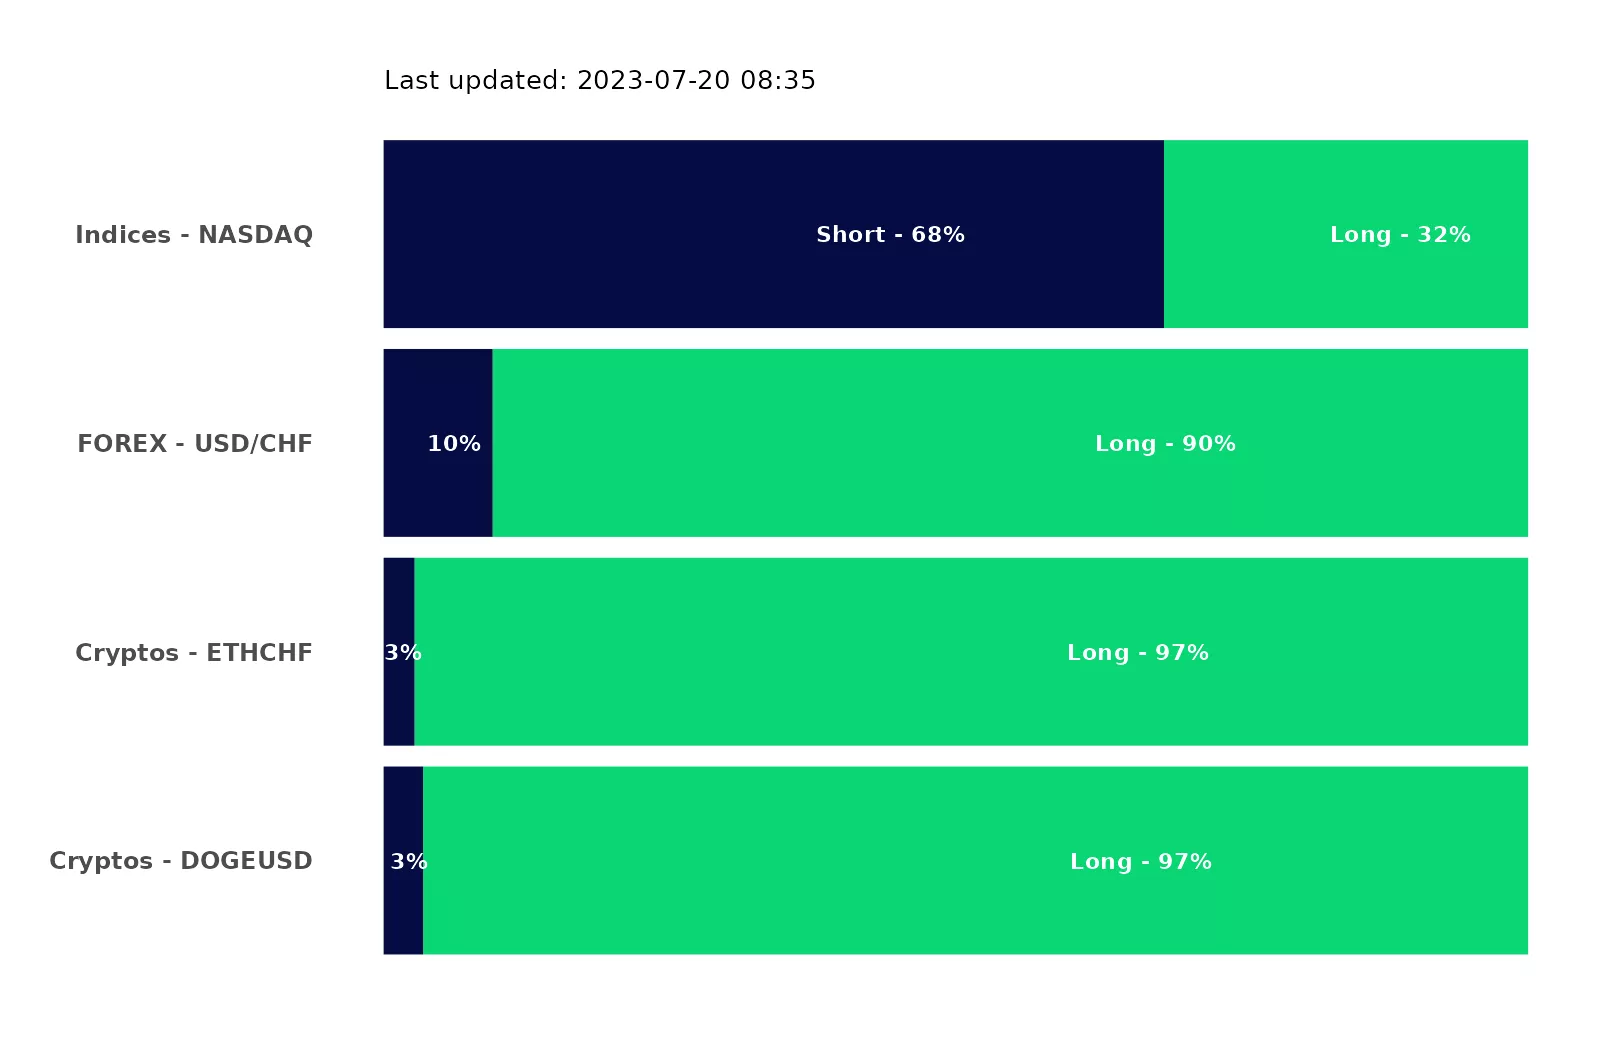 Last updated: 2023-07-20 08:35
Indices - NASDAQ Short - 68% Long - 32%
FOREX - USD/CHF 10% Long - 90%
Cryptos - ETHCHF 3% Long - 97%
Cryptos - DOGEUSD 3% Long - 97%